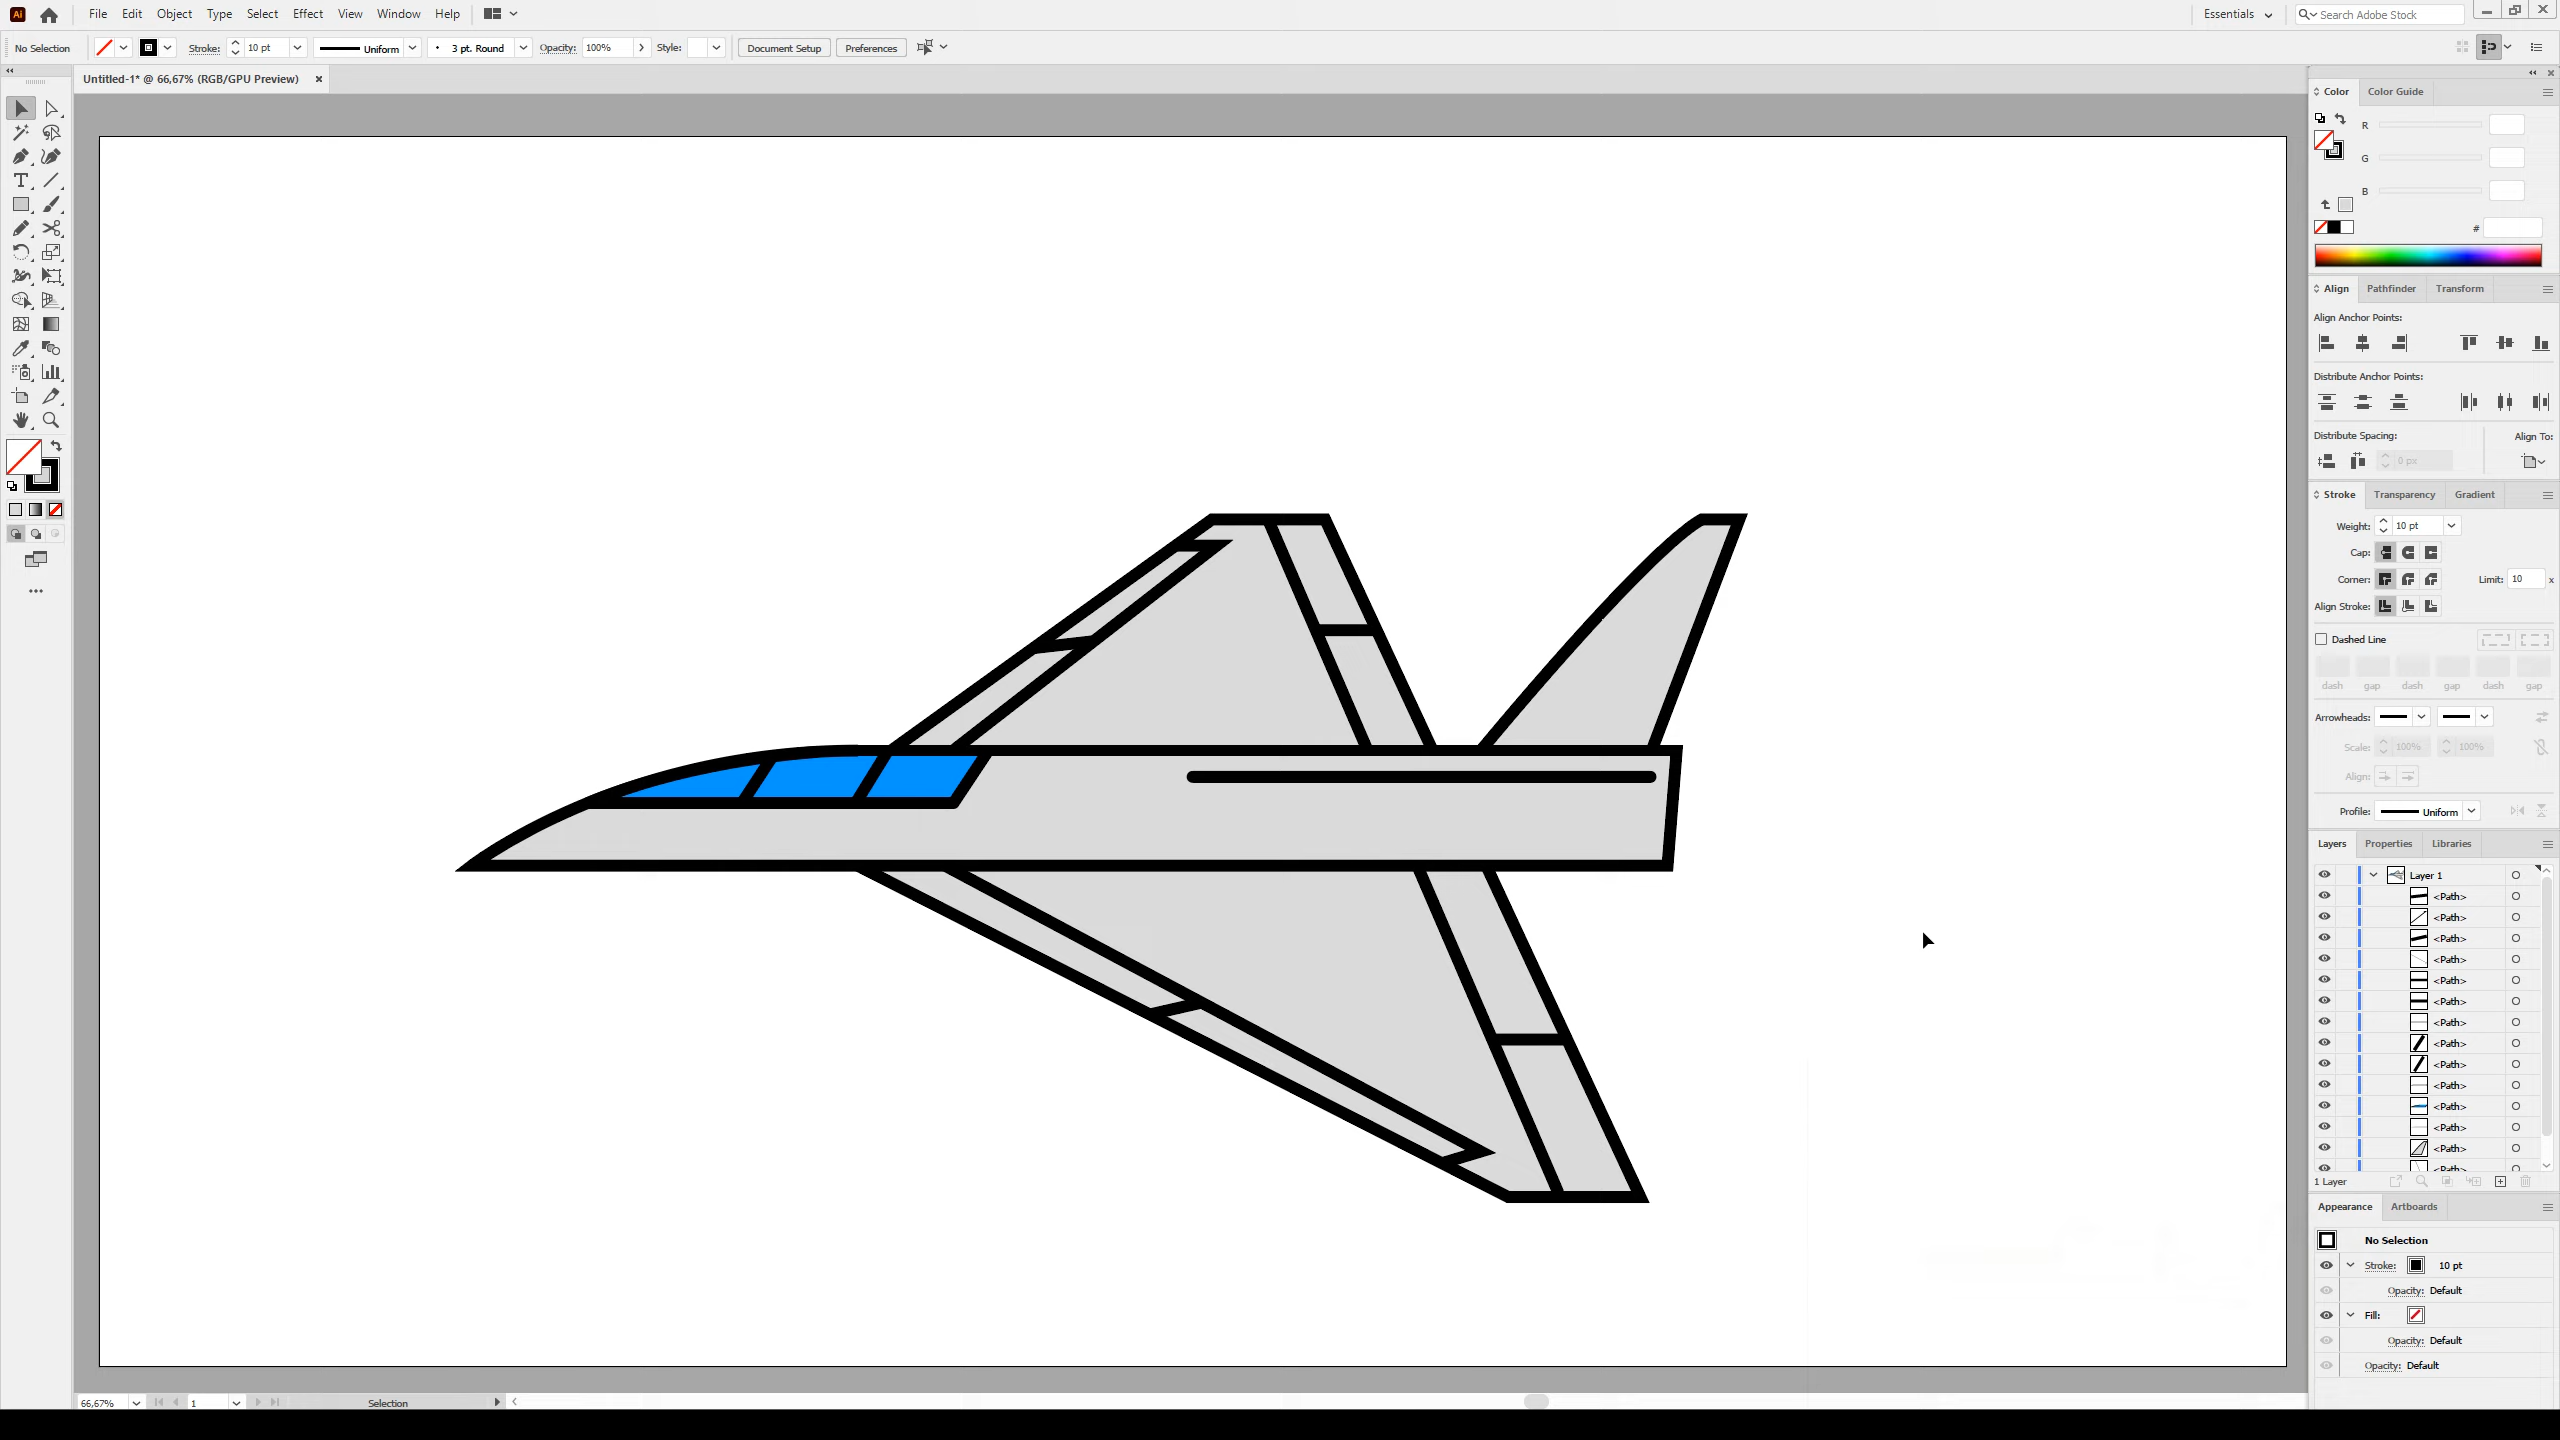 Ai File Edit Object Type Select Effect View Window Help Essentials Search Adobe Stock
No Selection Stroke: 10 pt Uniform 3 pt. Round Opacity: 100% Style: Document Setup Preferences
Untitled-1* @ 66,67% (RGB/GPU Preview)
Color Color Guide
R
G
B
#
Align Pathfinder Transform
Align Anchor Points:
Distribute Anchor Points:
Distribute Spacing: Align To:
0 px
Stroke Transparency Gradient
Weight: 10 pt
Cap:
Corner: Limit: 10 x
Align Stroke:
Dashed Line
dash gap dash gap dash gap
Arrowheads:
Scale: 100% 100%
Align:
Profile: Uniform
Layers Properties Libraries
Layer 1
<Path>
<Path>
<Path>
<Path>
<Path>
<Path>
<Path>
<Path>
<Path>
<Path>
<Path>
<Path>
<Path>
<Path>
1 Layer
Appearance Artboards
No Selection
Stroke: 10 pt
Opacity: Default
Fill:
Opacity: Default
Opacity: Default
66,67% 1 Selection